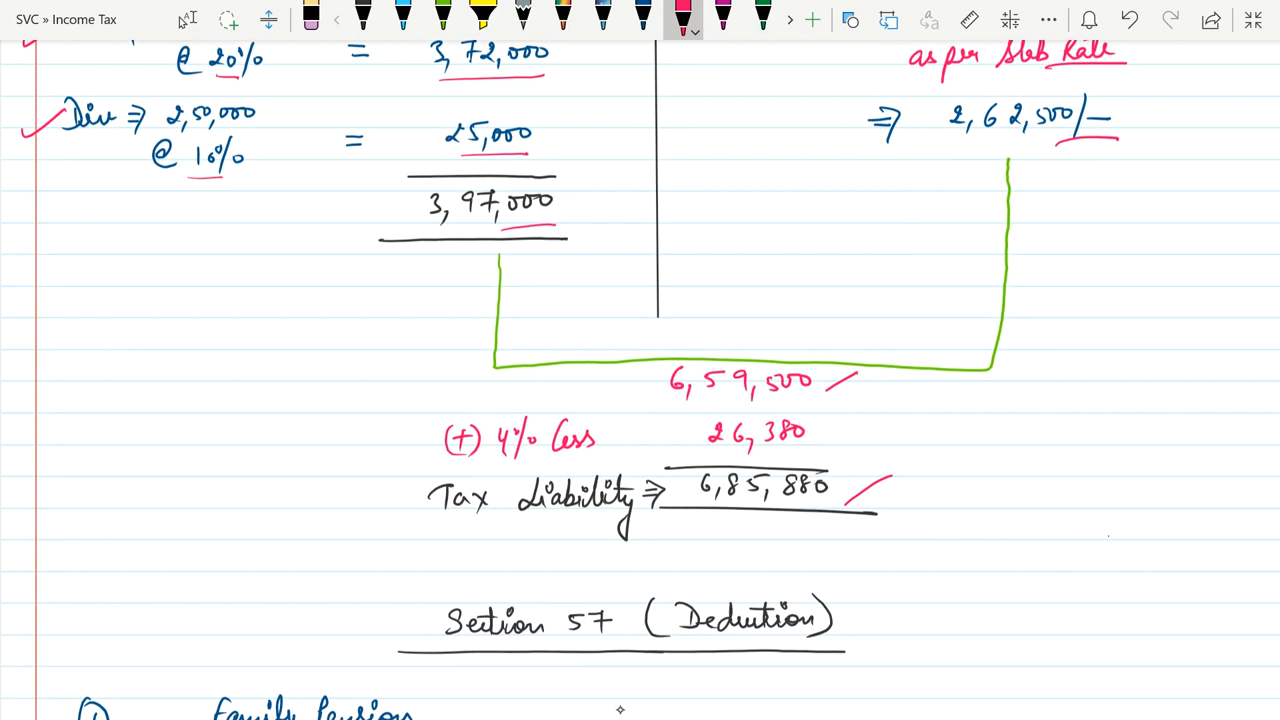 SVC » Income Tax
@ 20% = 3,72,000
as per Slab Rate
Div ⇒ 2,50,000
@ 10% = 25,000
⇒ 2,62,500/-
3,97,000
6,59,500
(+) 4% Cess 26,380
Tax Liability ⇒ 6,85,880
Section 57 (Dedution)
① Family Pension